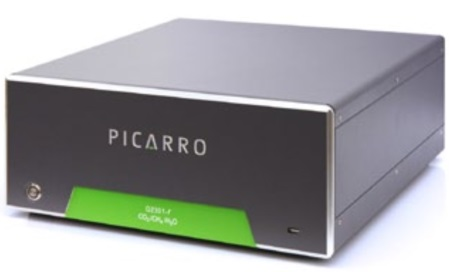 PICARRO
G2301-f
CO₂ CH₄ H₂O